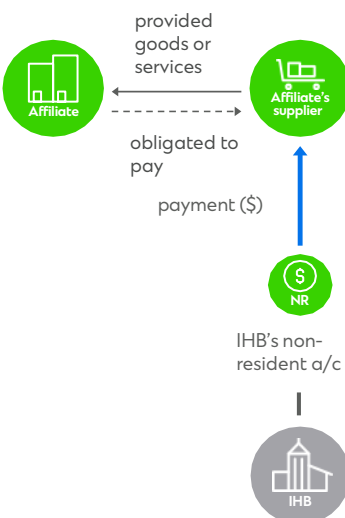 provided
goods or
services
Affiliate
Affiliate's
supplier
obligated to
pay
payment ($)
$
NR
IHB's non-
resident a/c
IHB